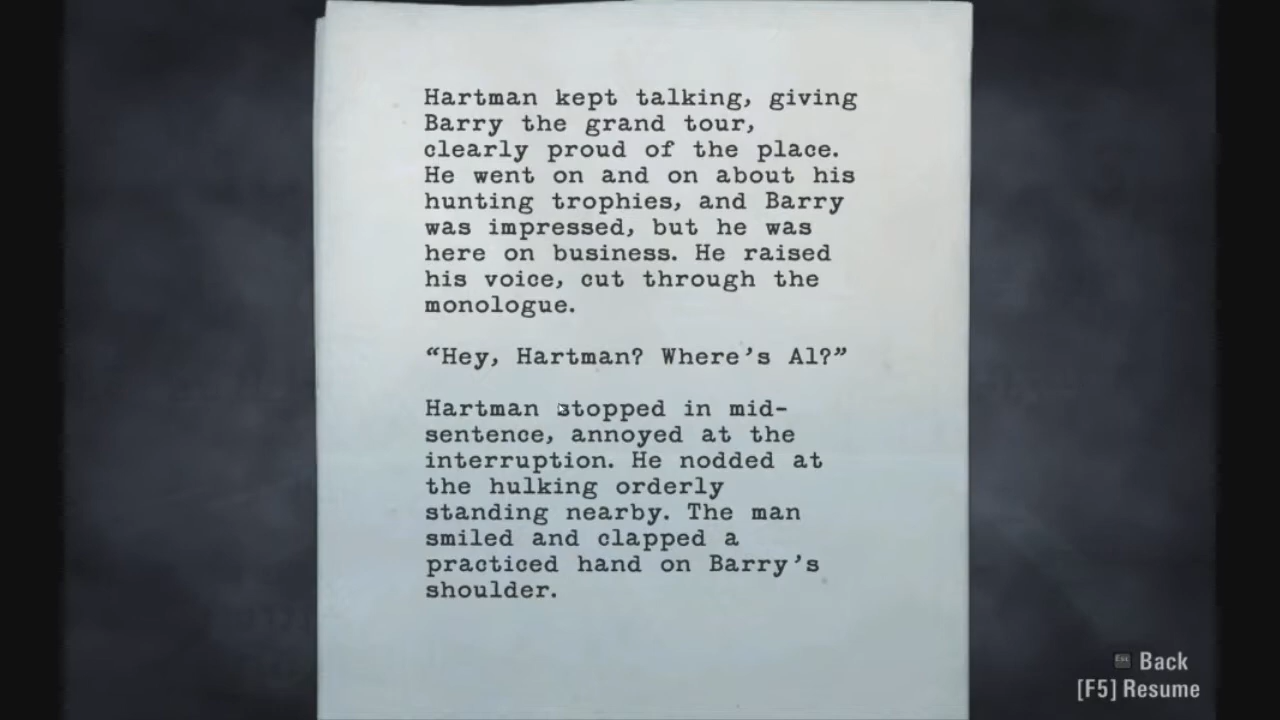 Hartman kept talking, giving
Barry the grand tour,
clearly proud of the place.
He went on and on about his
hunting trophies, and Barry
was impressed, but he was
here on business. He raised
his voice, cut through the
monologue.
“Hey, Hartman? Where’s Al?”
Hartman stopped in mid-
sentence, annoyed at the
interruption. He nodded at
the hulking orderly
standing nearby. The man
smiled and clapped a
practiced hand on Barry’s
shoulder.
Esc Back
[F5] Resume